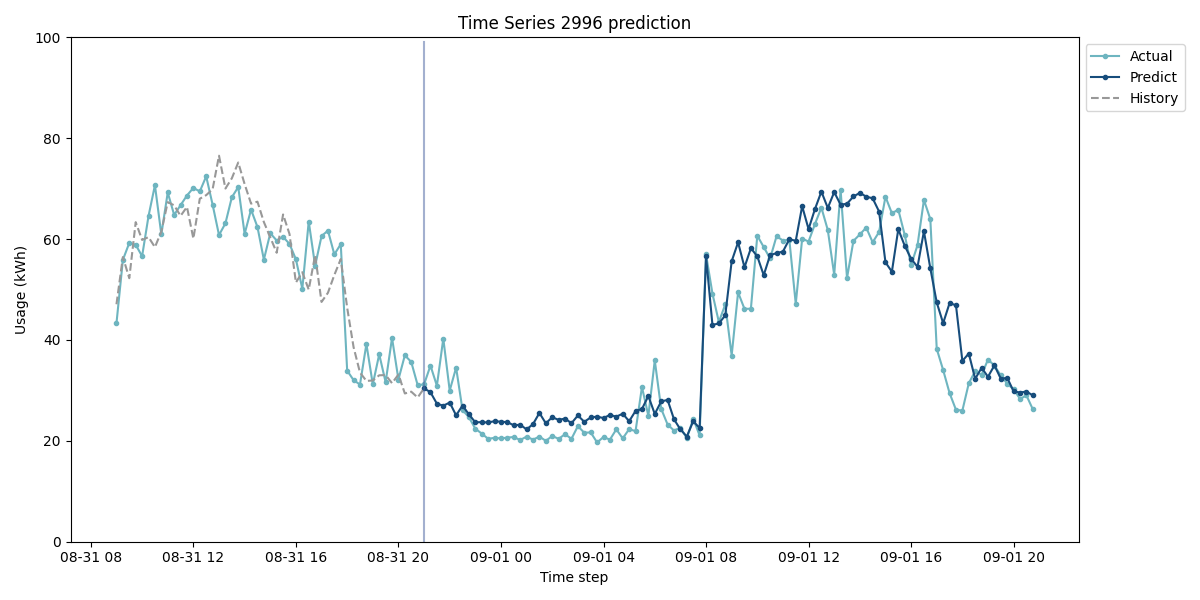 Time Series 2996 prediction
100
80
60
40
20
0
Usage (kWh)
08-31 08
08-31 12
08-31 16
08-31 20
09-01 00
09-01 04
09-01 08
09-01 12
09-01 16
09-01 20
Time step
Actual
Predict
History